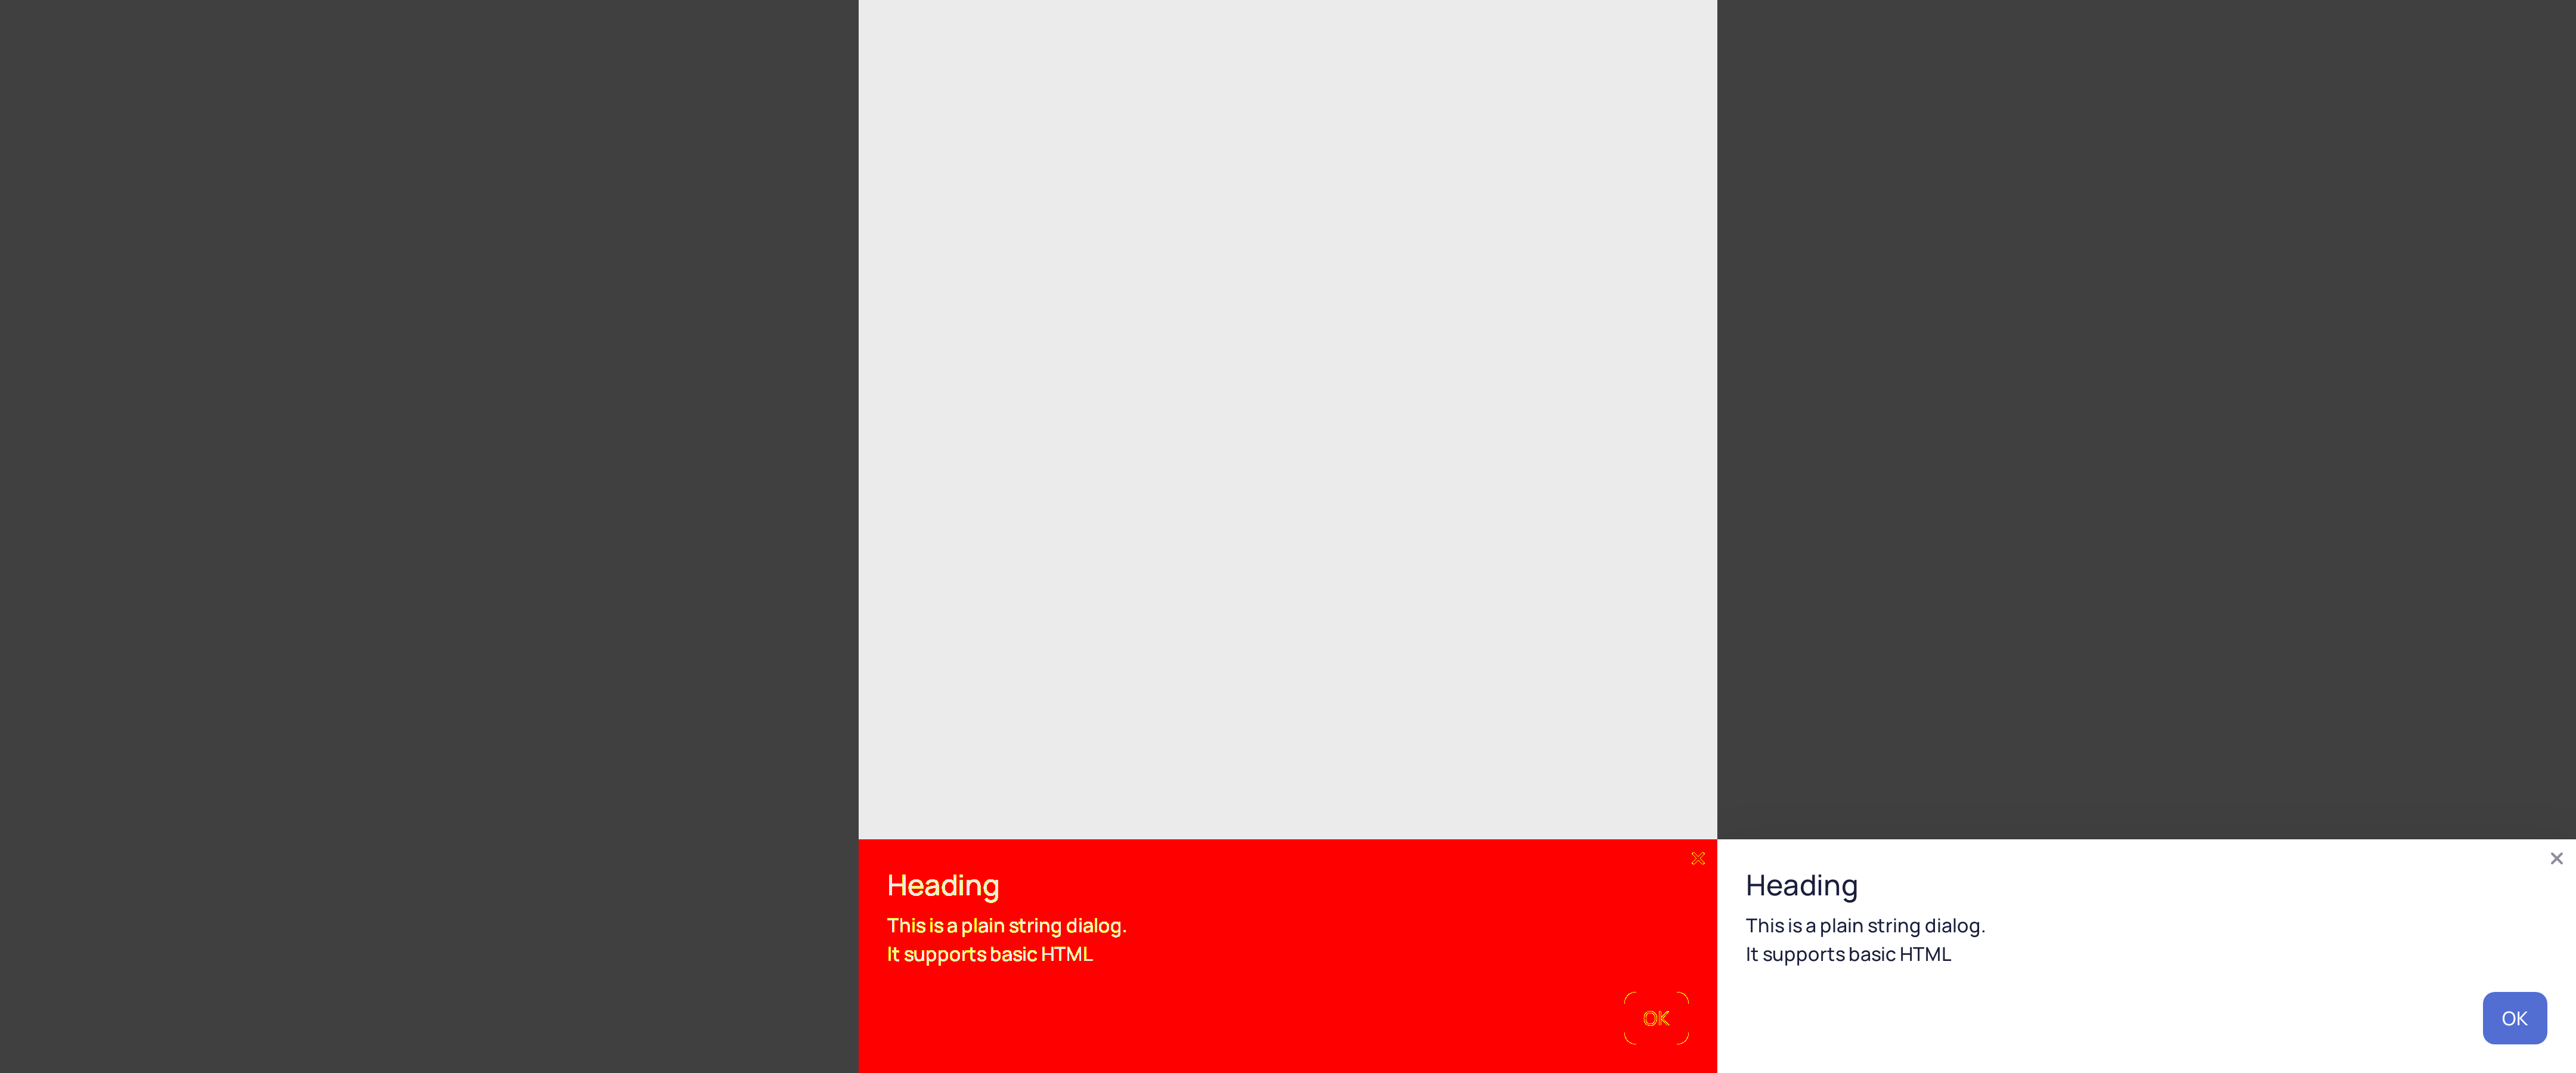 Heading
This is a plain string dialog.
It supports basic HTML
OK
Heading
This is a plain string dialog.
It supports basic HTML
OK